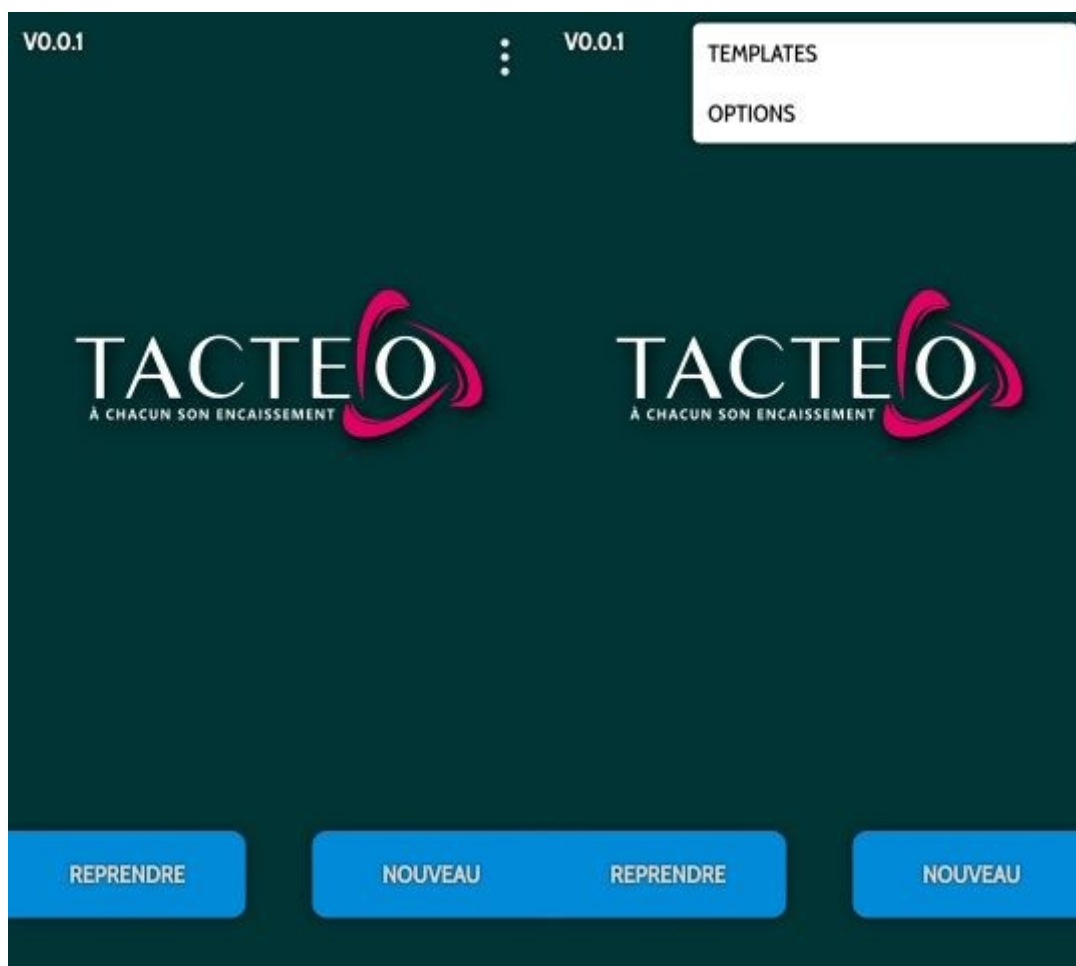 V0.0.1
TACTEO
À CHACUN SON ENCAISSEMENT
REPRENDRE
NOUVEAU
V0.0.1
TEMPLATES
OPTIONS
TACTEO
À CHACUN SON ENCAISSEMENT
REPRENDRE
NOUVEAU